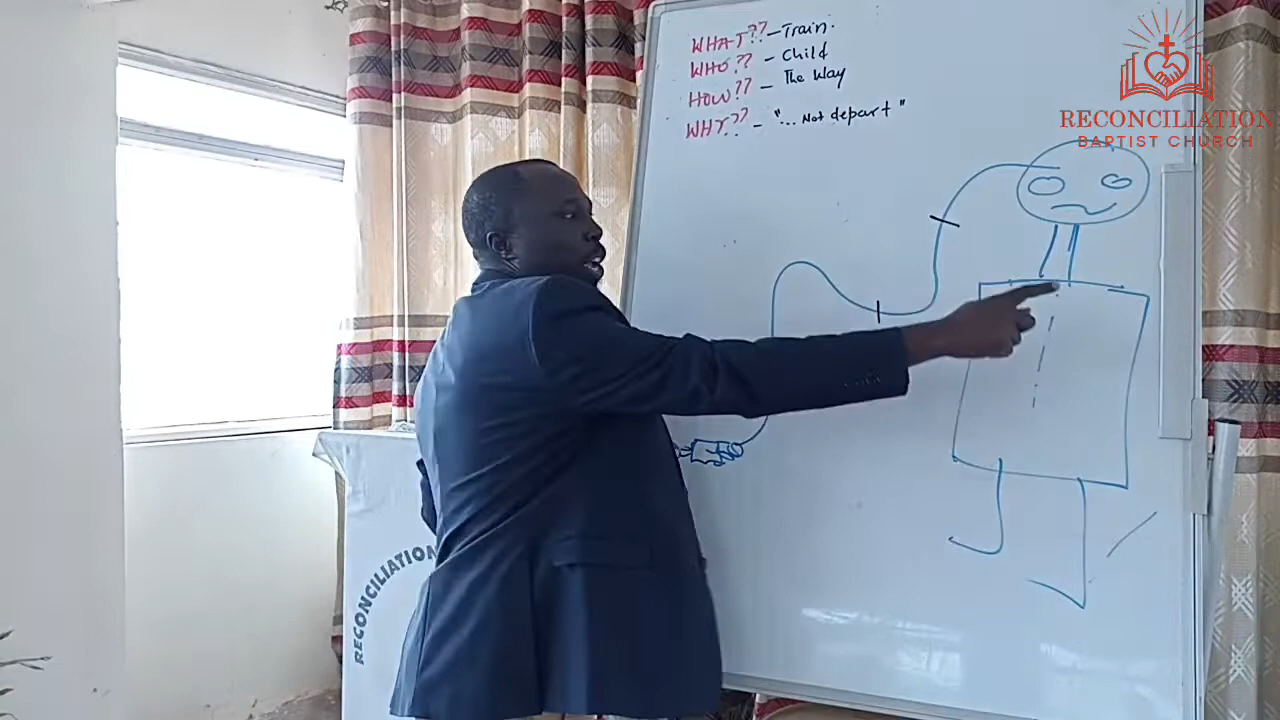 WHAT?? - Train.
WHO?? - Child
HOW?? - The Way
WHY?? - "... Not depart"
RECONCILIATION
BAPTIST CHURCH
RECONCILIATION